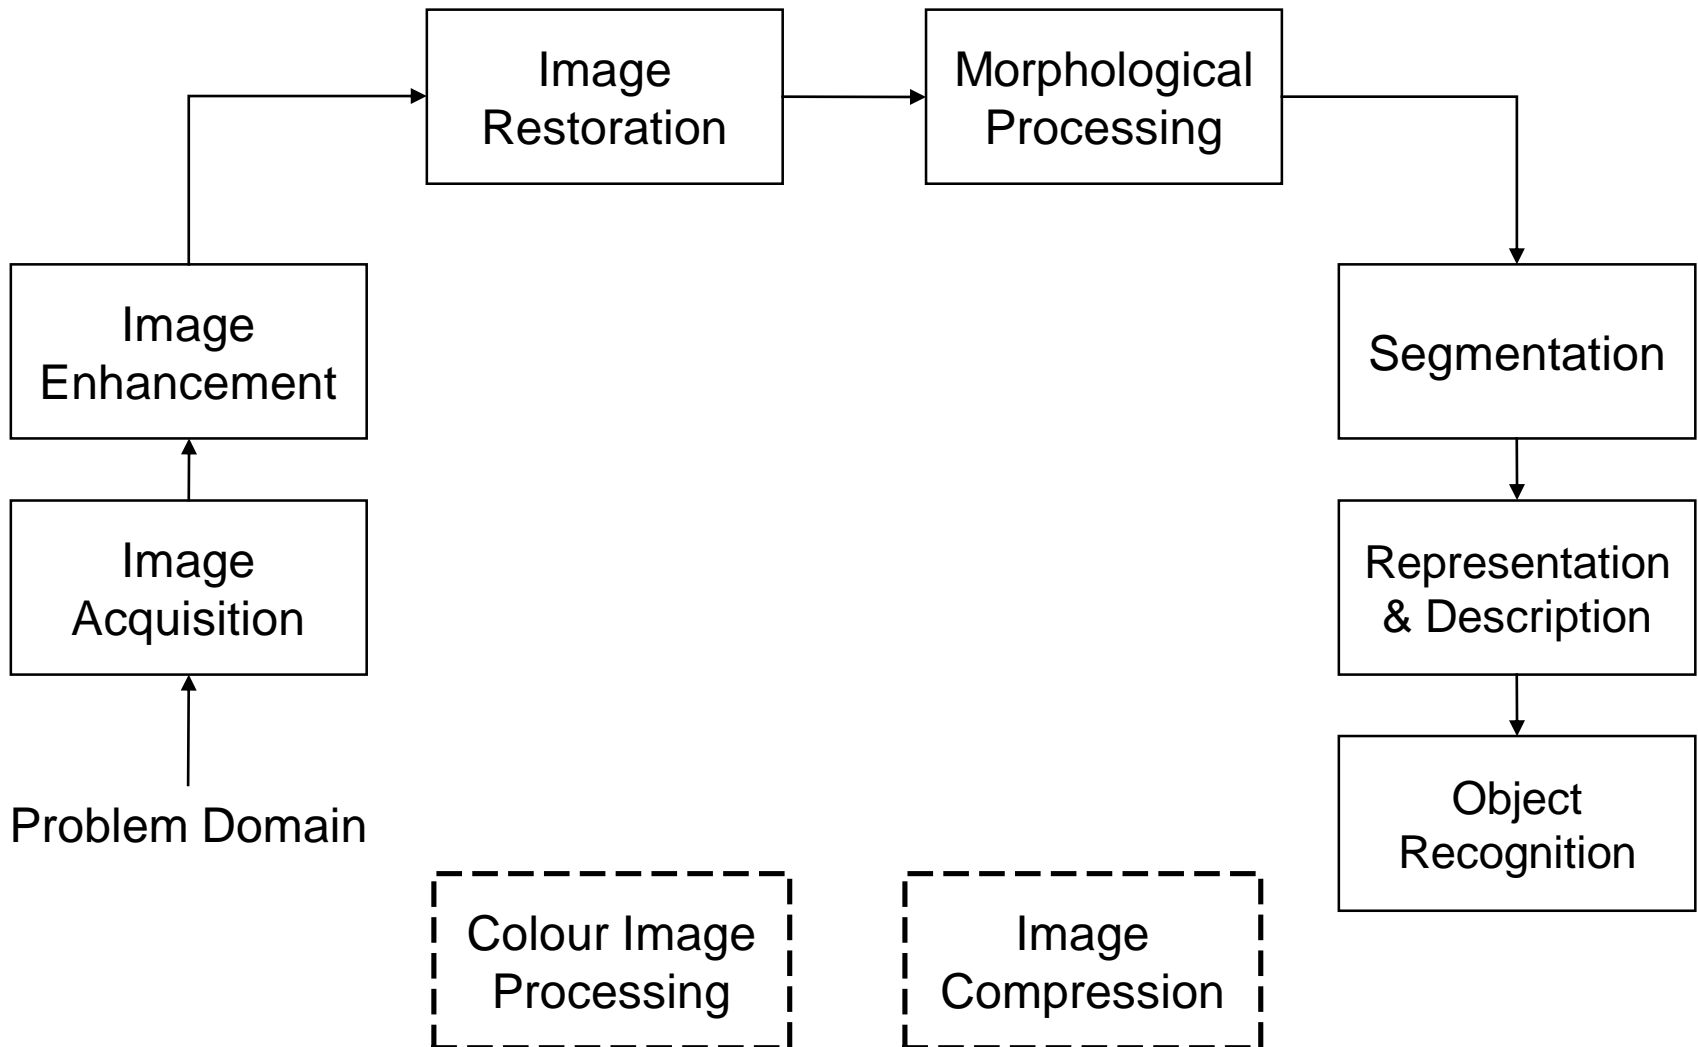 Image
Restoration
Morphological
Processing
Image
Enhancement
Segmentation
Image
Acquisition
Representation
& Description
Problem Domain
Object
Recognition
Colour Image
Processing
Image
Compression